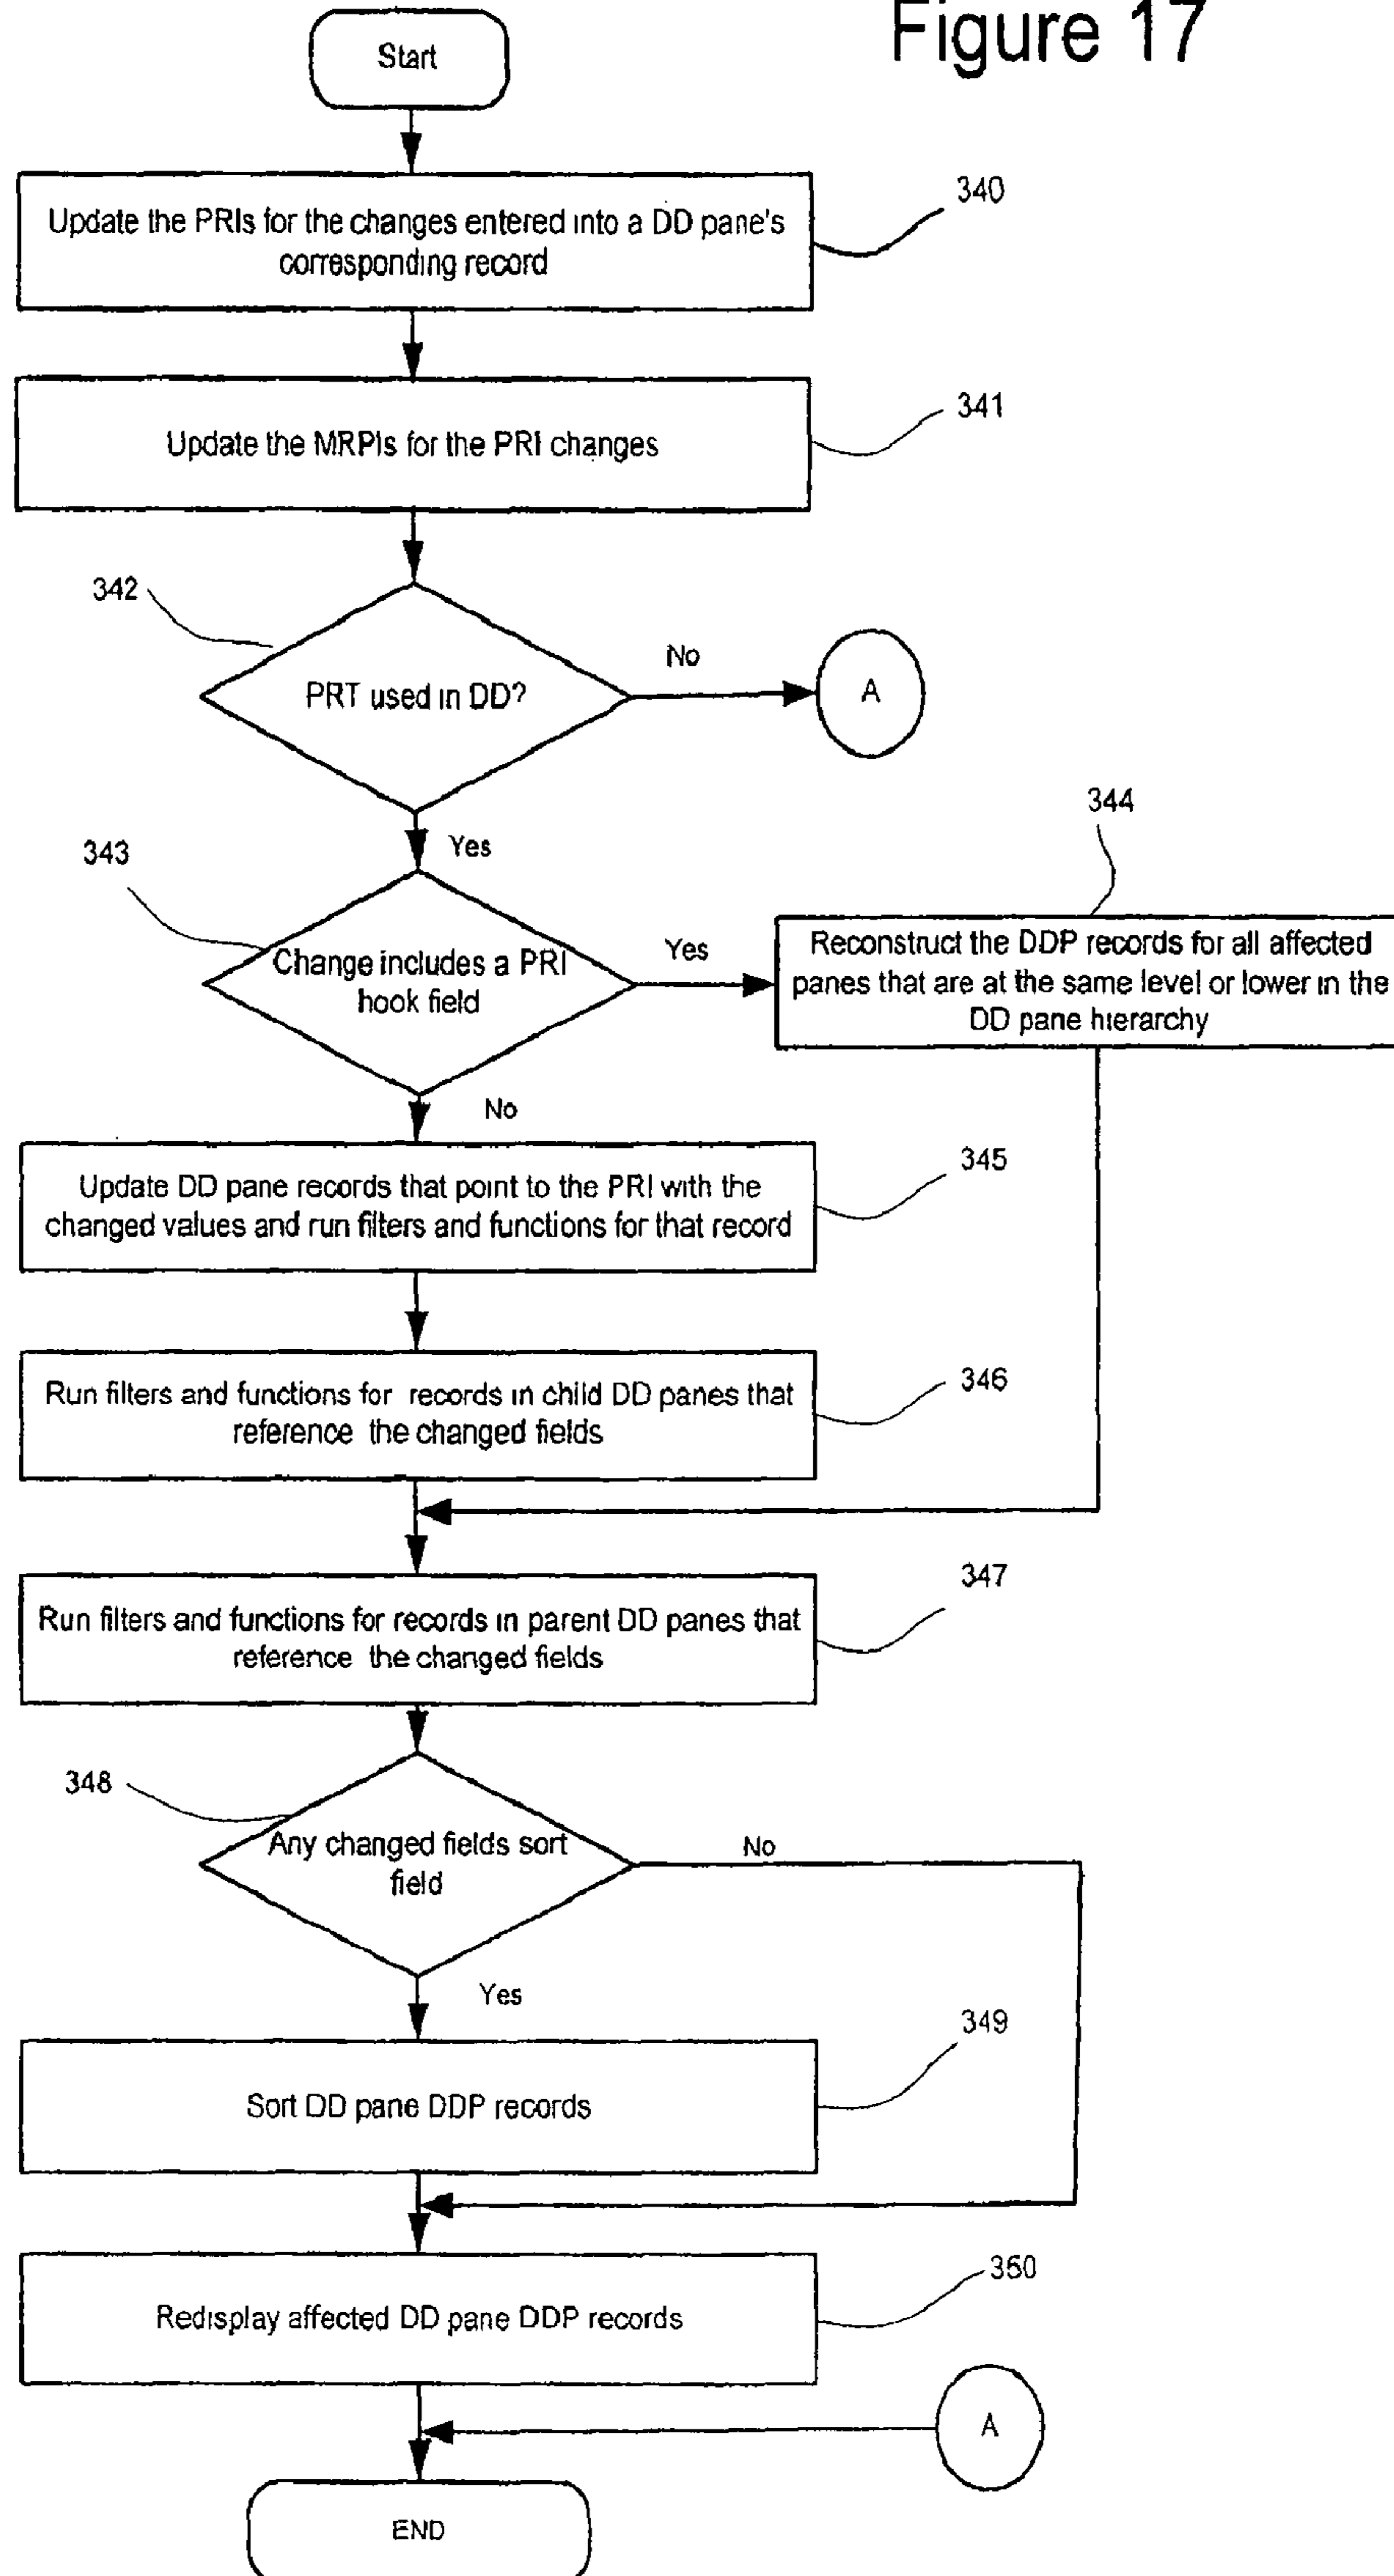 Figure 17
Start
340
Update the PRIs for the changes entered into a DD pane's
corresponding record
341
Update the MRPIs for the PRI changes
342
PRT used in DD?
No
A
Yes
343
344
Change includes a PRI
hook field
Yes
Reconstruct the DDP records for all affected
panes that are at the same level or lower in the
DD pane hierarchy
No
345
Update DD pane records that point to the PRI with the
changed values and run filters and functions for that record
346
Run filters and functions for records in child DD panes that
reference the changed fields
347
Run filters and functions for records in parent DD panes that
reference the changed fields
348
Any changed fields sort
field
No
Yes
349
Sort DD pane DDP records
350
Redisplay affected DD pane DDP records
A
END